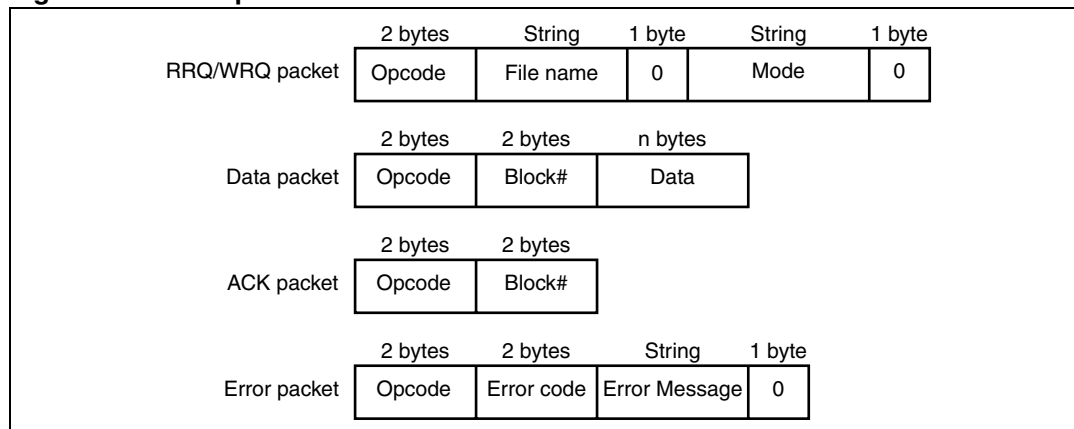 2 bytes String 1 byte String 1 byte
RRQ/WRQ packet Opcode File name 0 Mode 0
2 bytes 2 bytes n bytes
Data packet Opcode Block# Data
2 bytes 2 bytes
ACK packet Opcode Block#
2 bytes 2 bytes String 1 byte
Error packet Opcode Error code Error Message 0